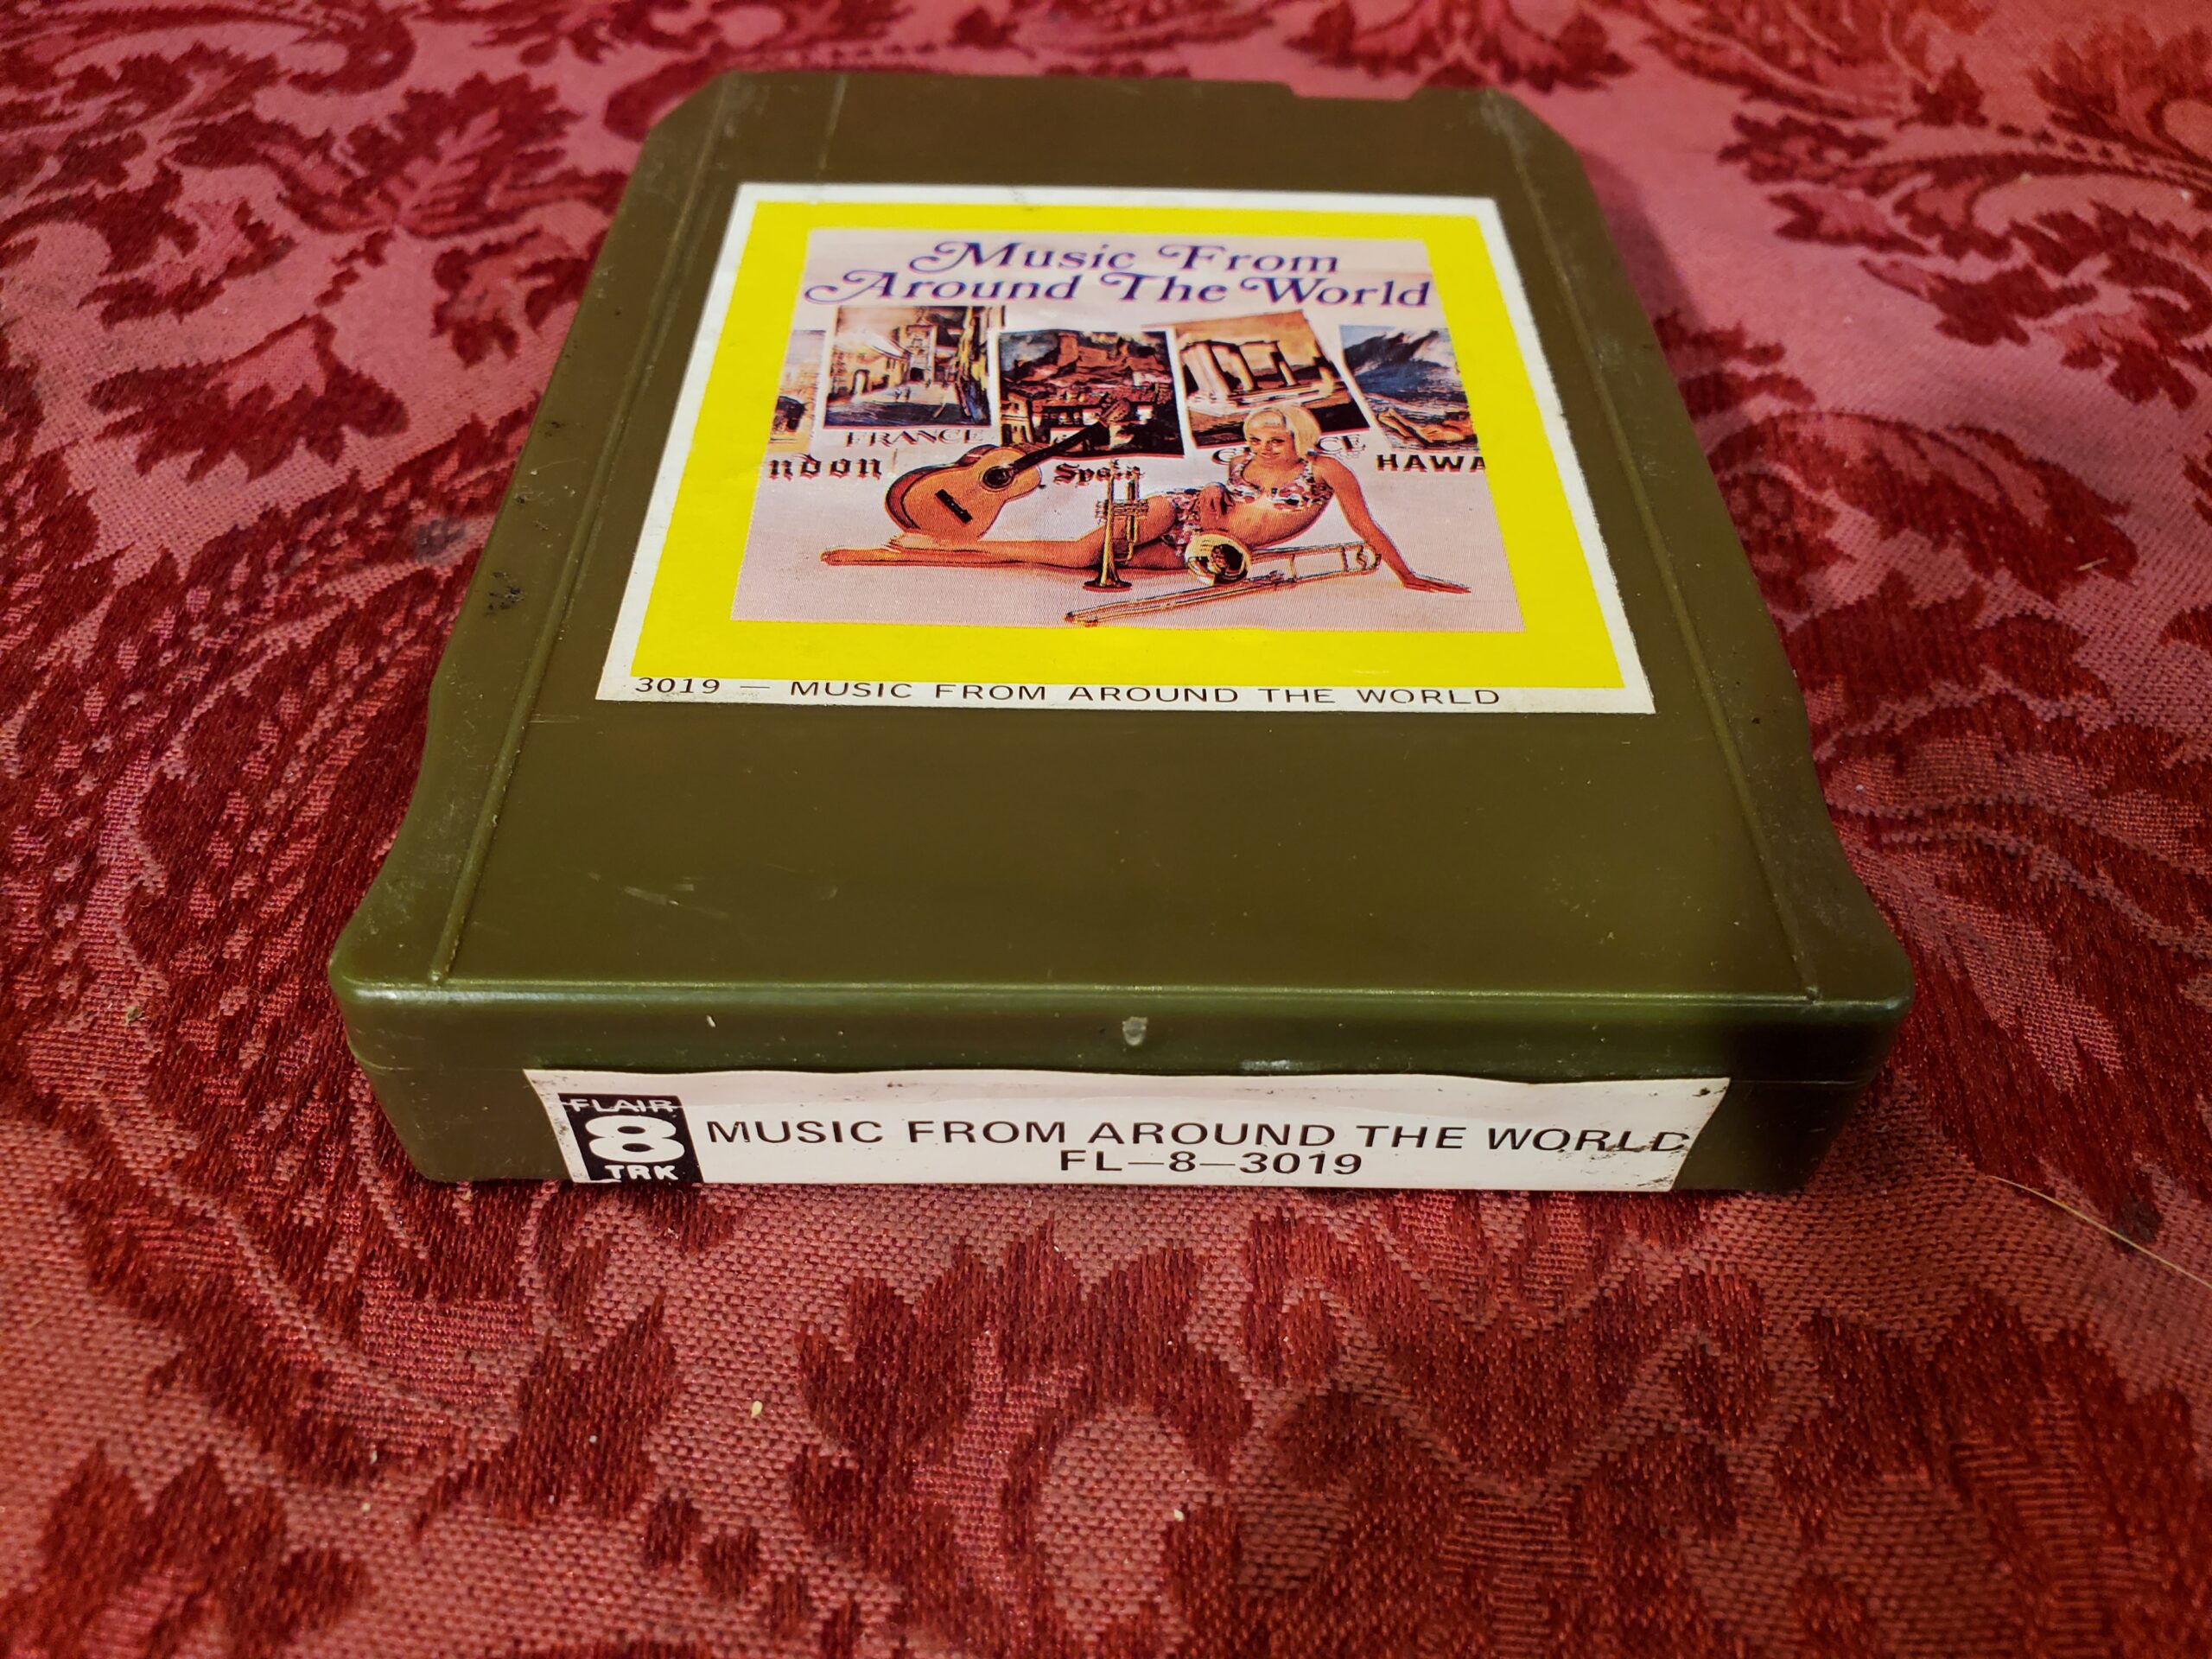 Music From
Around The World
FRANCE
ndon
Spain
HAWA
3019 — MUSIC FROM AROUND THE WORLD
FLAIR
8
TRK
MUSIC FROM AROUND THE WORLD
FL-8-3019